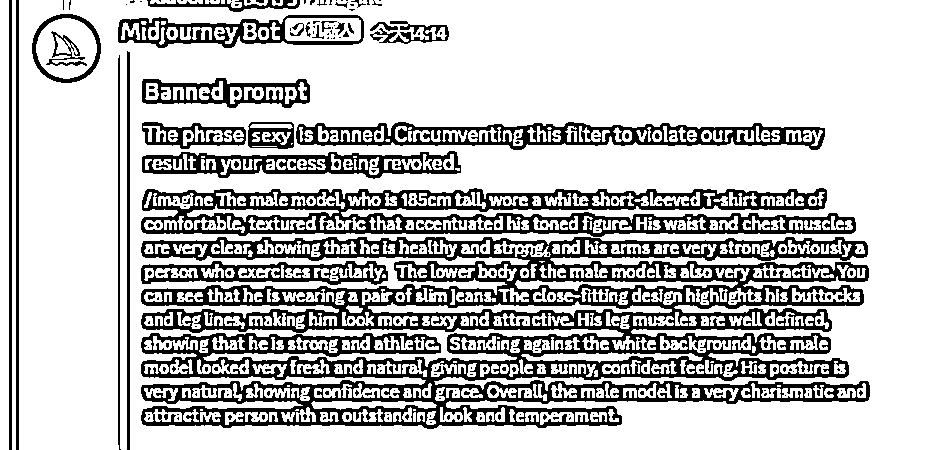 Midjourney Bot ✓机器人 今天14:14
Banned prompt
The phrase sexy is banned. Circumventing this filter to violate our rules may
result in your access being revoked.
/imagine The male model, who is 185cm tall, wore a white short-sleeved T-shirt made of
comfortable, textured fabric that accentuated his toned figure. His waist and chest muscles
are very clear, showing that he is healthy and strong, and his arms are very strong, obviously a
person who exercises regularly. The lower body of the male model is also very attractive. You
can see that he is wearing a pair of slim jeans. The close-fitting design highlights his buttocks
and leg lines, making him look more sexy and attractive. His leg muscles are well defined,
showing that he is strong and athletic. Standing against the white background, the male
model looked very fresh and natural, giving people a sunny, confident feeling. His posture is
very natural, showing confidence and grace. Overall, the male model is a very charismatic and
attractive person with an outstanding look and temperament.